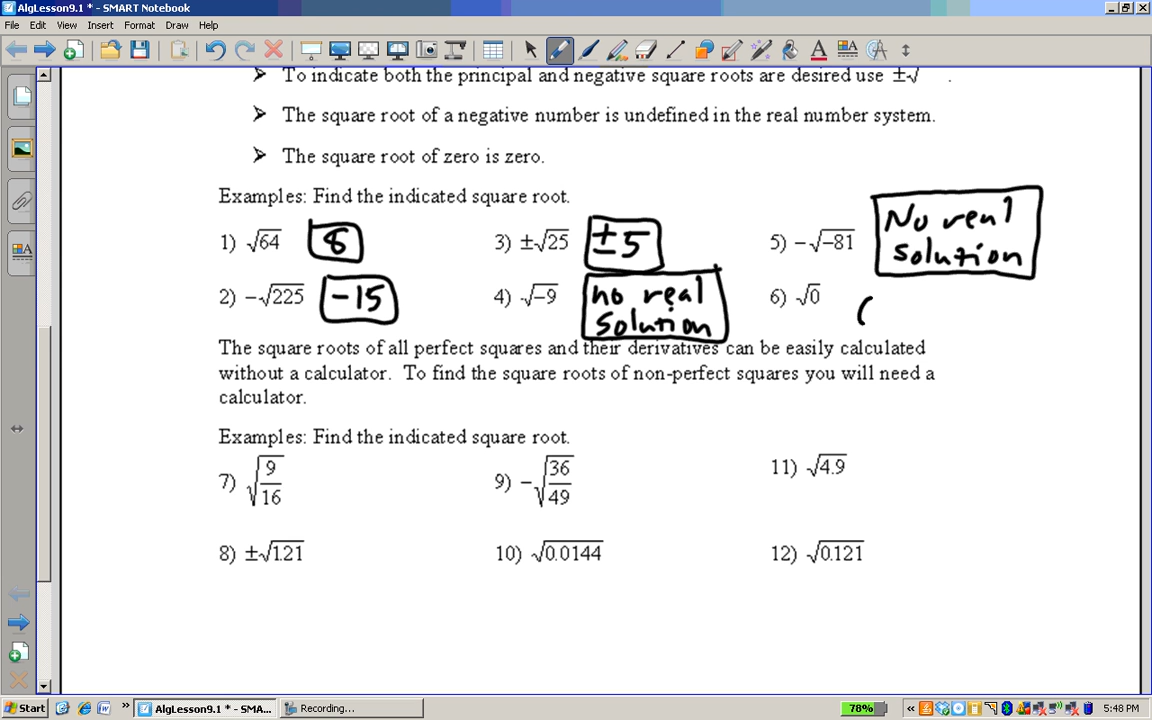 AlgLesson9.1 * - SMART Notebook
File Edit View Insert Format Draw Help
➢ To indicate both the principal and negative square roots are desired use ±√ .
➢ The square root of a negative number is undefined in the real number system.
➢ The square root of zero is zero.
Examples: Find the indicated square root.
1) √64 8 3) ±√25 ±5 5) −√−81 No real solution
2) −√225 −15 4) √−9 no real solution 6) √0
The square roots of all perfect squares and their derivatives can be easily calculated
without a calculator. To find the square roots of non-perfect squares you will need a
calculator.
Examples: Find the indicated square root.
7) √9/16 9) −√36/49 11) √4.9
8) ±√1.21 10) √0.0144 12) √0.121
Start AlgLesson9.1 * - SMA... Recording... 78% 5:48 PM